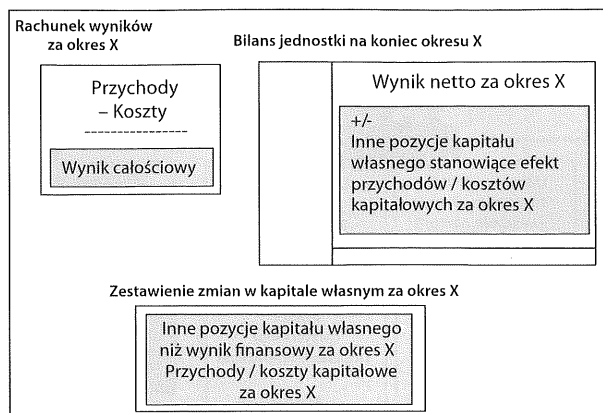 Rachunek wyników
za okres X
Bilans jednostki na koniec okresu X
Przychody
– Koszty
----------------
Wynik całościowy
Wynik netto za okres X
+/-
Inne pozycje kapitału
własnego stanowiące efekt
przychodów / kosztów
kapitałowych za okres X
Zestawienie zmian w kapitale własnym za okres X
Inne pozycje kapitału własnego
niż wynik finansowy za okres X
Przychody / koszty kapitałowe
za okres X